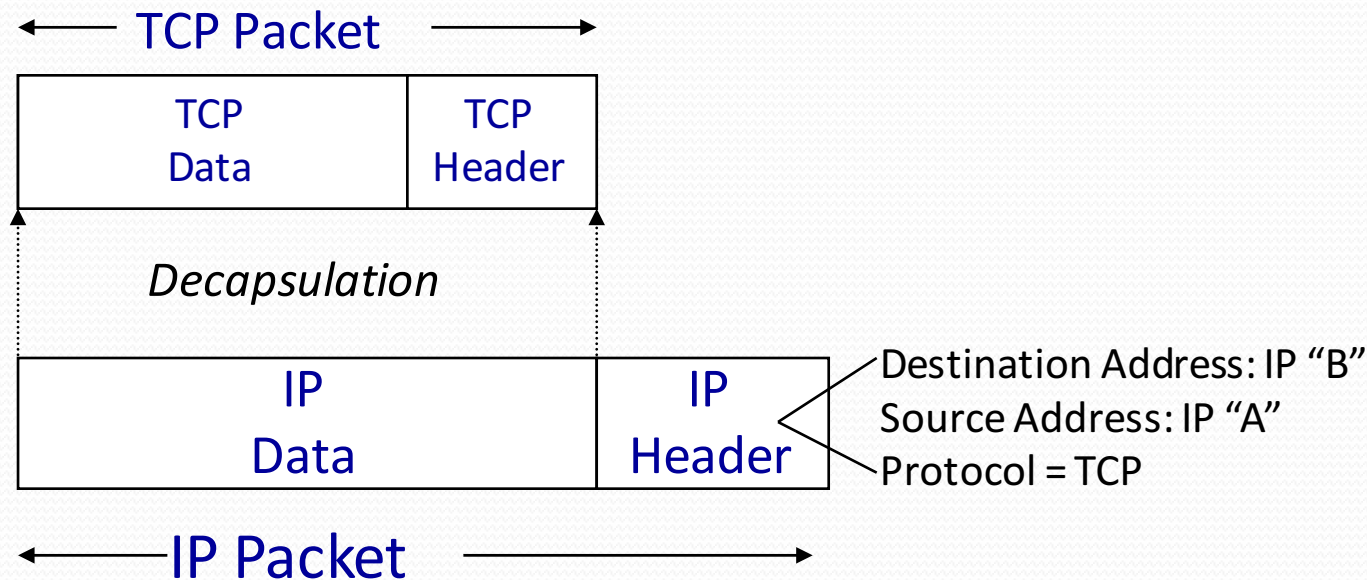 TCP Packet
TCP
Data
TCP
Header
Decapsulation
IP
Data
IP
Header
Destination Address: IP “B”
Source Address: IP “A”
Protocol = TCP
IP Packet